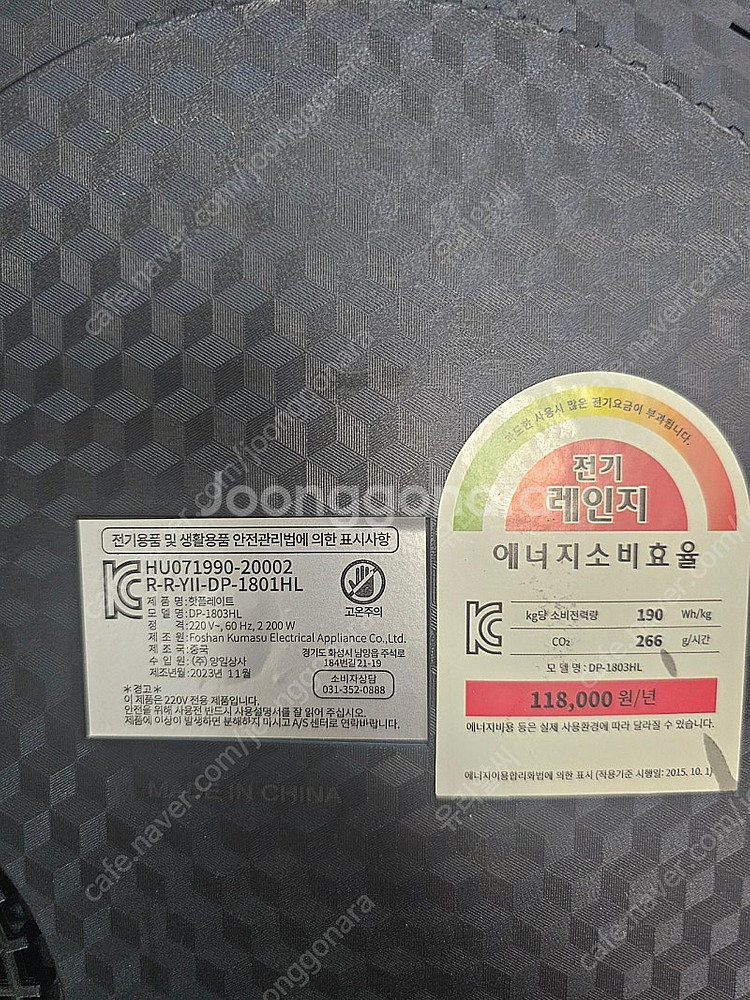 전기용품 및 생활용품 안전관리법에 의한 표시사항
HU071990-20002
R-R-YII-DP-1801HL
제 품 명:핫플레이트
모 델 명:DP-1803HL
정 격:220 V~, 60 Hz, 2 200 W
제 조 원:Foshan Kumasu Electrical Appliance Co.,Ltd.
제 조 국:중국
수 입 원:(주) 양일상사
제조년월:2023년 11월
고온주의
경기도 화성시 남양읍 주석로
184번길 21-19
소비자상담
031-352-0888
※경고※
이 제품은 220V 전용 제품입니다.
안전을 위해 사용전 반드시 사용설명서를 잘 읽어 주십시오.
제품에 이상이 발생하면 분해하지 마시고 A/S 센터로 연락바랍니다.
MADE IN CHINA
과도한 사용시 많은 전기요금이 부과됩니다.
전기
레인지
에너지소비효율
kg당 소비전력량 190 Wh/kg
CO₂ 266 g/시간
모 델 명 : DP-1803HL
118,000 원/년
에너지비용 등은 실제 사용환경에 따라 달라질 수 있습니다.
에너지이용합리화법에 의한 표시 (적용기준 시행일: 2015. 10. 1)
Joonggonara
cafe.naver.com/joonggonara
우리날씨